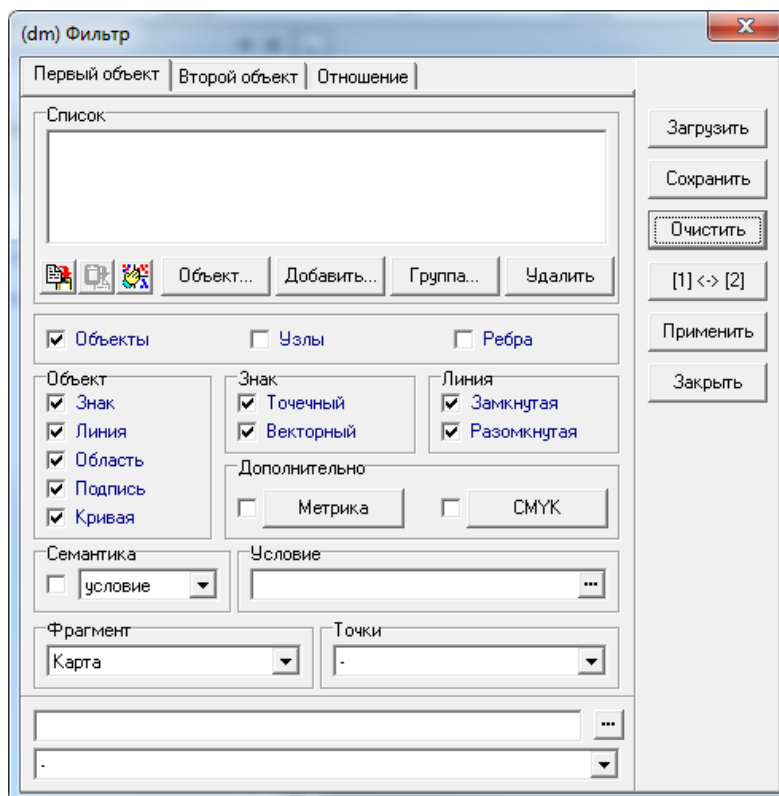 (dm) Фильтр
Первый объект Второй объект Отношение
Список
Объект... Добавить... Группа... Удалить
Объекты Узлы Ребра
Объект
Знак
Линия
Область
Подпись
Кривая
Знак
Точечный
Векторный
Линия
Замкнутая
Разомкнутая
Дополнительно
Метрика CMYK
Семантика
условие
Условие
...
Фрагмент
Карта
Точки
-
...
-
Загрузить
Сохранить
Очистить
[1] <-> [2]
Применить
Закрыть